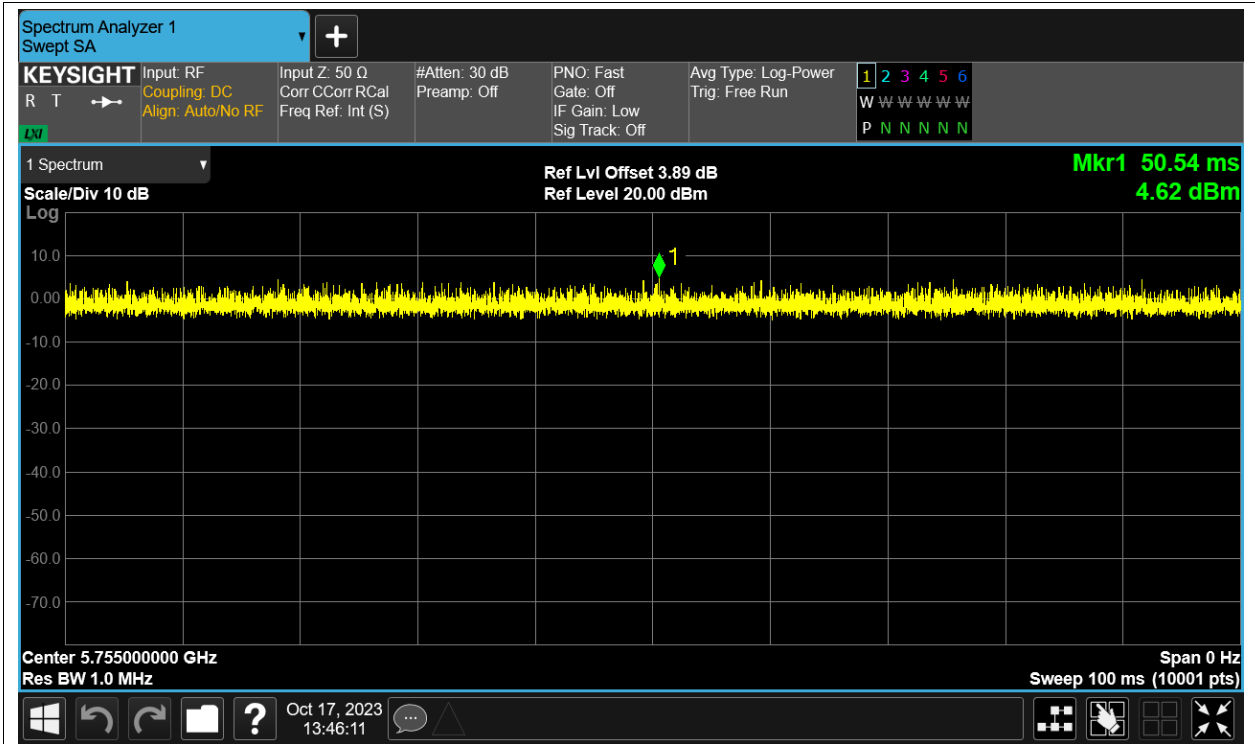 Spectrum Analyzer 1
Swept SA
+
KEYSIGHT
R T
LXI
Input: RF
Coupling: DC
Align: Auto/No RF
Input Z: 50 Ω
Corr CCorr RCal
Freq Ref: Int (S)
#Atten: 30 dB
Preamp: Off
PNO: Fast
Gate: Off
IF Gain: Low
Sig Track: Off
Avg Type: Log-Power
Trig: Free Run
1 2 3 4 5 6
W W W W W W
P N N N N N
1 Spectrum
Scale/Div 10 dB
Ref Lvl Offset 3.89 dB
Ref Level 20.00 dBm
Mkr1 50.54 ms
4.62 dBm
Log
10.0
0.00
-10.0
-20.0
-30.0
-40.0
-50.0
-60.0
-70.0
1
Center 5.755000000 GHz
Res BW 1.0 MHz
Span 0 Hz
Sweep 100 ms (10001 pts)
?
Oct 17, 2023
13:46:11